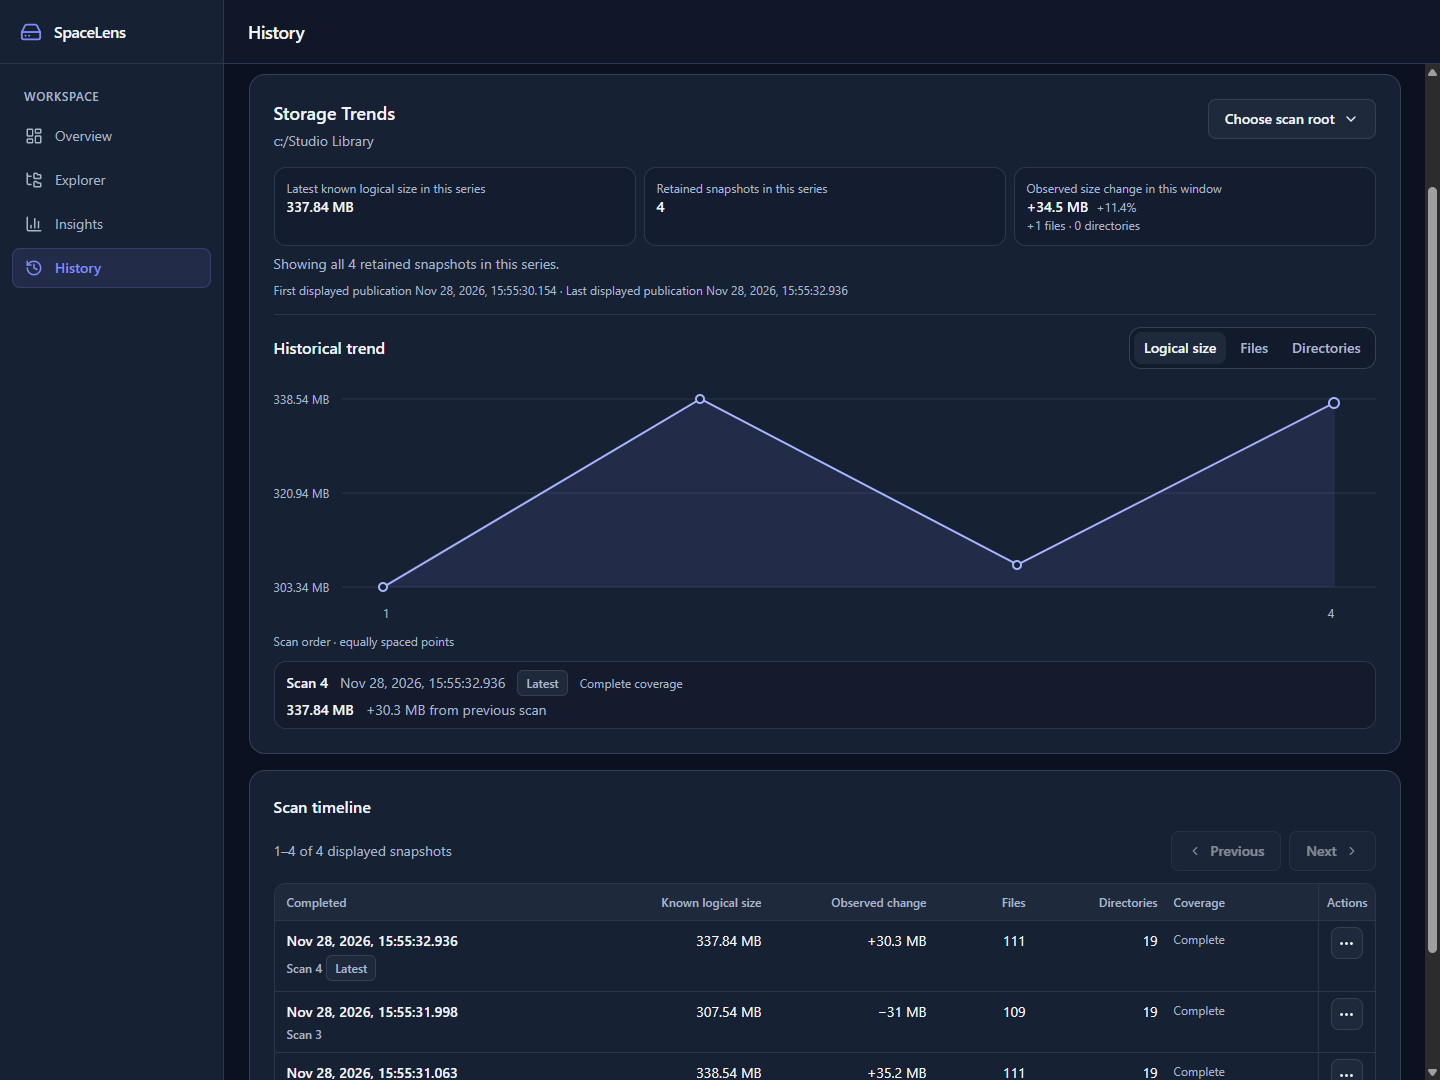 SpaceLens
History
WORKSPACE
Overview
Explorer
Insights
History
Storage Trends
c:/Studio Library
Choose scan root
Latest known logical size in this series
337.84 MB
Retained snapshots in this series
4
Observed size change in this window
+34.5 MB +11.4%
+1 files · 0 directories
Showing all 4 retained snapshots in this series.
First displayed publication Nov 28, 2026, 15:55:30.154 · Last displayed publication Nov 28, 2026, 15:55:32.936
Historical trend
Logical size Files Directories
338.54 MB
320.94 MB
303.34 MB
1 4
Scan order · equally spaced points
Scan 4 Nov 28, 2026, 15:55:32.936 Latest Complete coverage
337.84 MB +30.3 MB from previous scan
Scan timeline
1–4 of 4 displayed snapshots
Previous Next
Completed Known logical size Observed change Files Directories Coverage Actions
Nov 28, 2026, 15:55:32.936 337.84 MB +30.3 MB 111 19 Complete
Scan 4 Latest
Nov 28, 2026, 15:55:31.998 307.54 MB −31 MB 109 19 Complete
Scan 3
Nov 28, 2026, 15:55:31.063 338.54 MB +35.2 MB 111 19 Complete